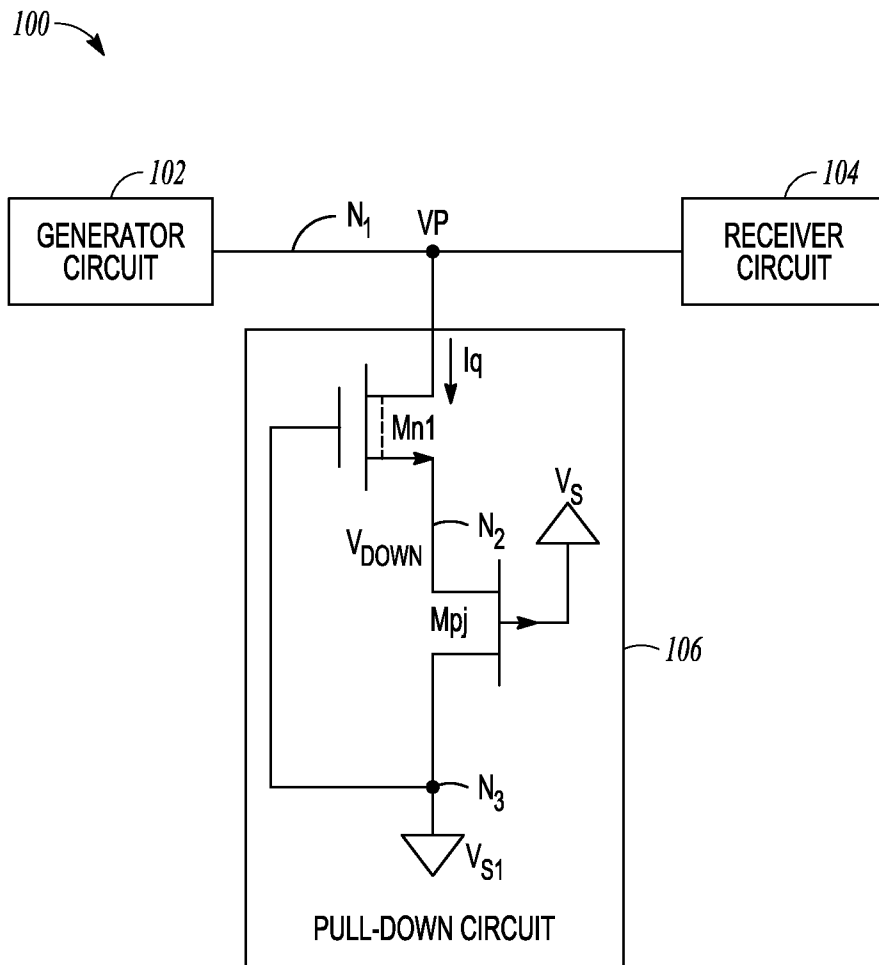 100
102
104
GENERATOR
CIRCUIT
N1
VP
RECEIVER
CIRCUIT
Iq
Mn1
VS
N2
VDOWN
Mpj
106
N3
VS1
PULL-DOWN CIRCUIT